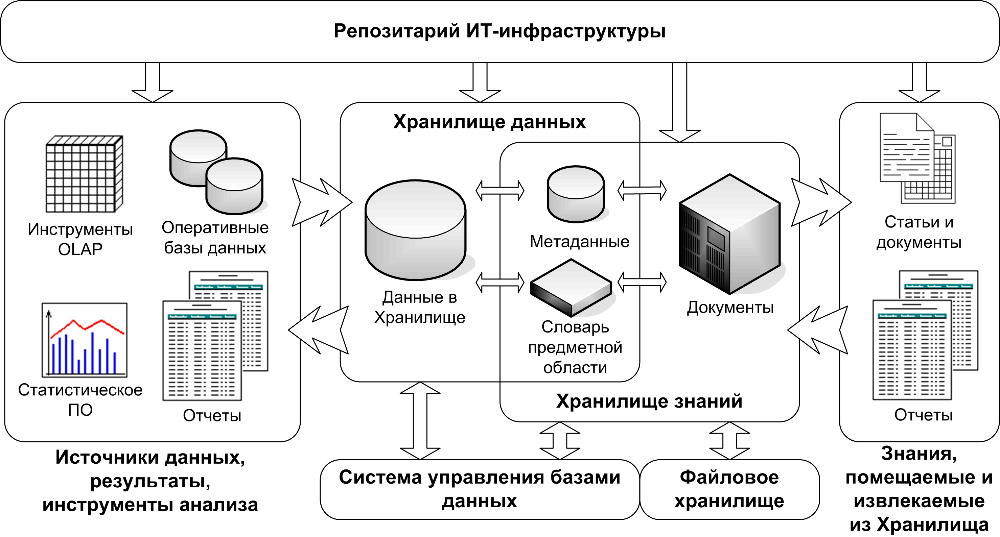 Репозитарий ИТ-инфраструктуры
Инструменты
OLAP
Оперативные
базы данных
Статистическое
ПО
Отчеты
Источники данных,
результаты,
инструменты анализа
Хранилище данных
Данные в
Хранилище
Метаданные
Словарь
предметной
области
Документы
Хранилище знаний
Система управления базами
данных
Файловое
хранилище
Статьи и
документы
Отчеты
Знания,
помещаемые и
извлекаемые
из Хранилища